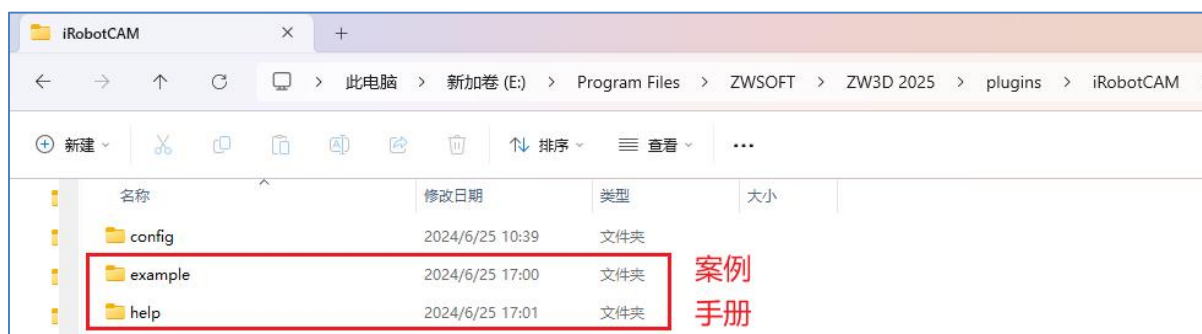 iRobotCAM
此电脑 > 新加卷 (E:) > Program Files > ZWSOFT > ZW3D 2025 > plugins > iRobotCAM
新建 排序 查看 ...
名称 修改日期 类型 大小
config 2024/6/25 10:39 文件夹
example 2024/6/25 17:00 文件夹 案例
help 2024/6/25 17:01 文件夹 手册